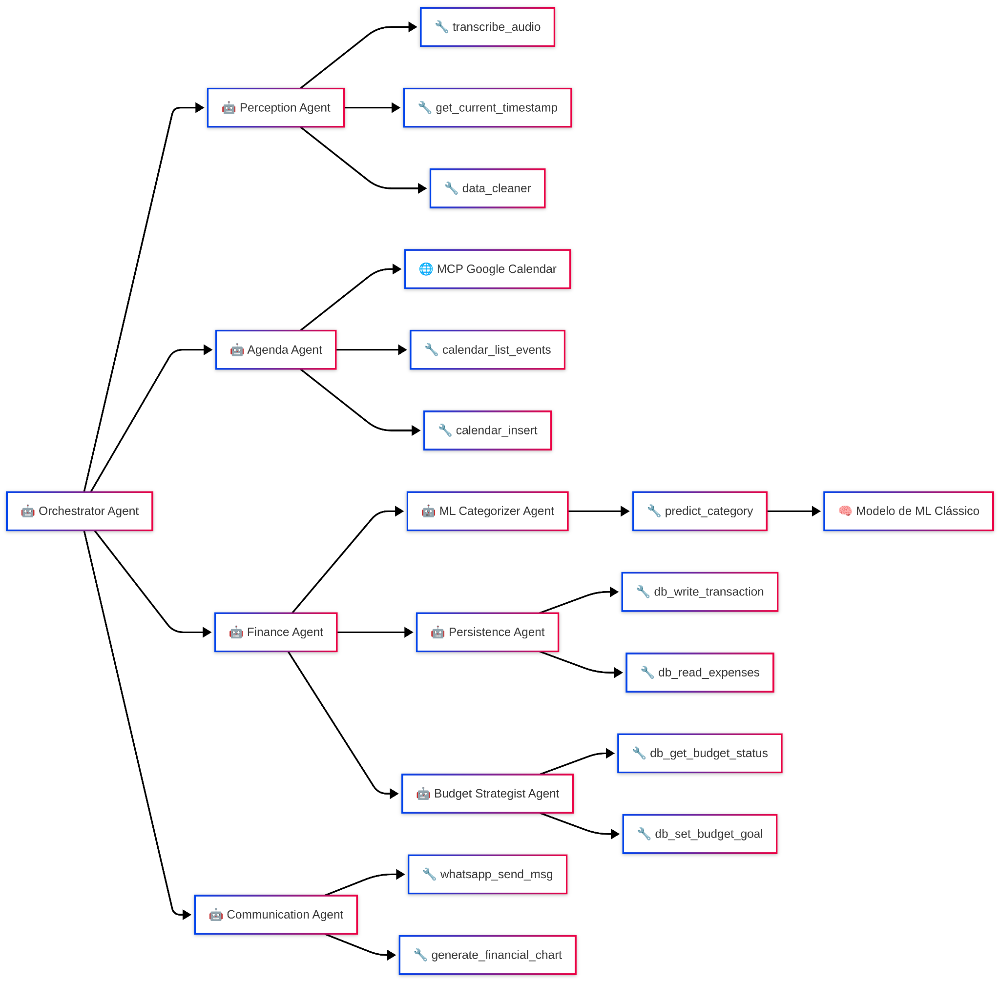 🔧 transcribe_audio
🤖 Perception Agent
🔧 get_current_timestamp
🔧 data_cleaner
🌐 MCP Google Calendar
🤖 Agenda Agent
🔧 calendar_list_events
🔧 calendar_insert
🤖 Orchestrator Agent
🤖 ML Categorizer Agent
🔧 predict_category
🧠 Modelo de ML Clássico
🔧 db_write_transaction
🤖 Finance Agent
🤖 Persistence Agent
🔧 db_read_expenses
🔧 db_get_budget_status
🤖 Budget Strategist Agent
🔧 db_set_budget_goal
🔧 whatsapp_send_msg
🤖 Communication Agent
🔧 generate_financial_chart